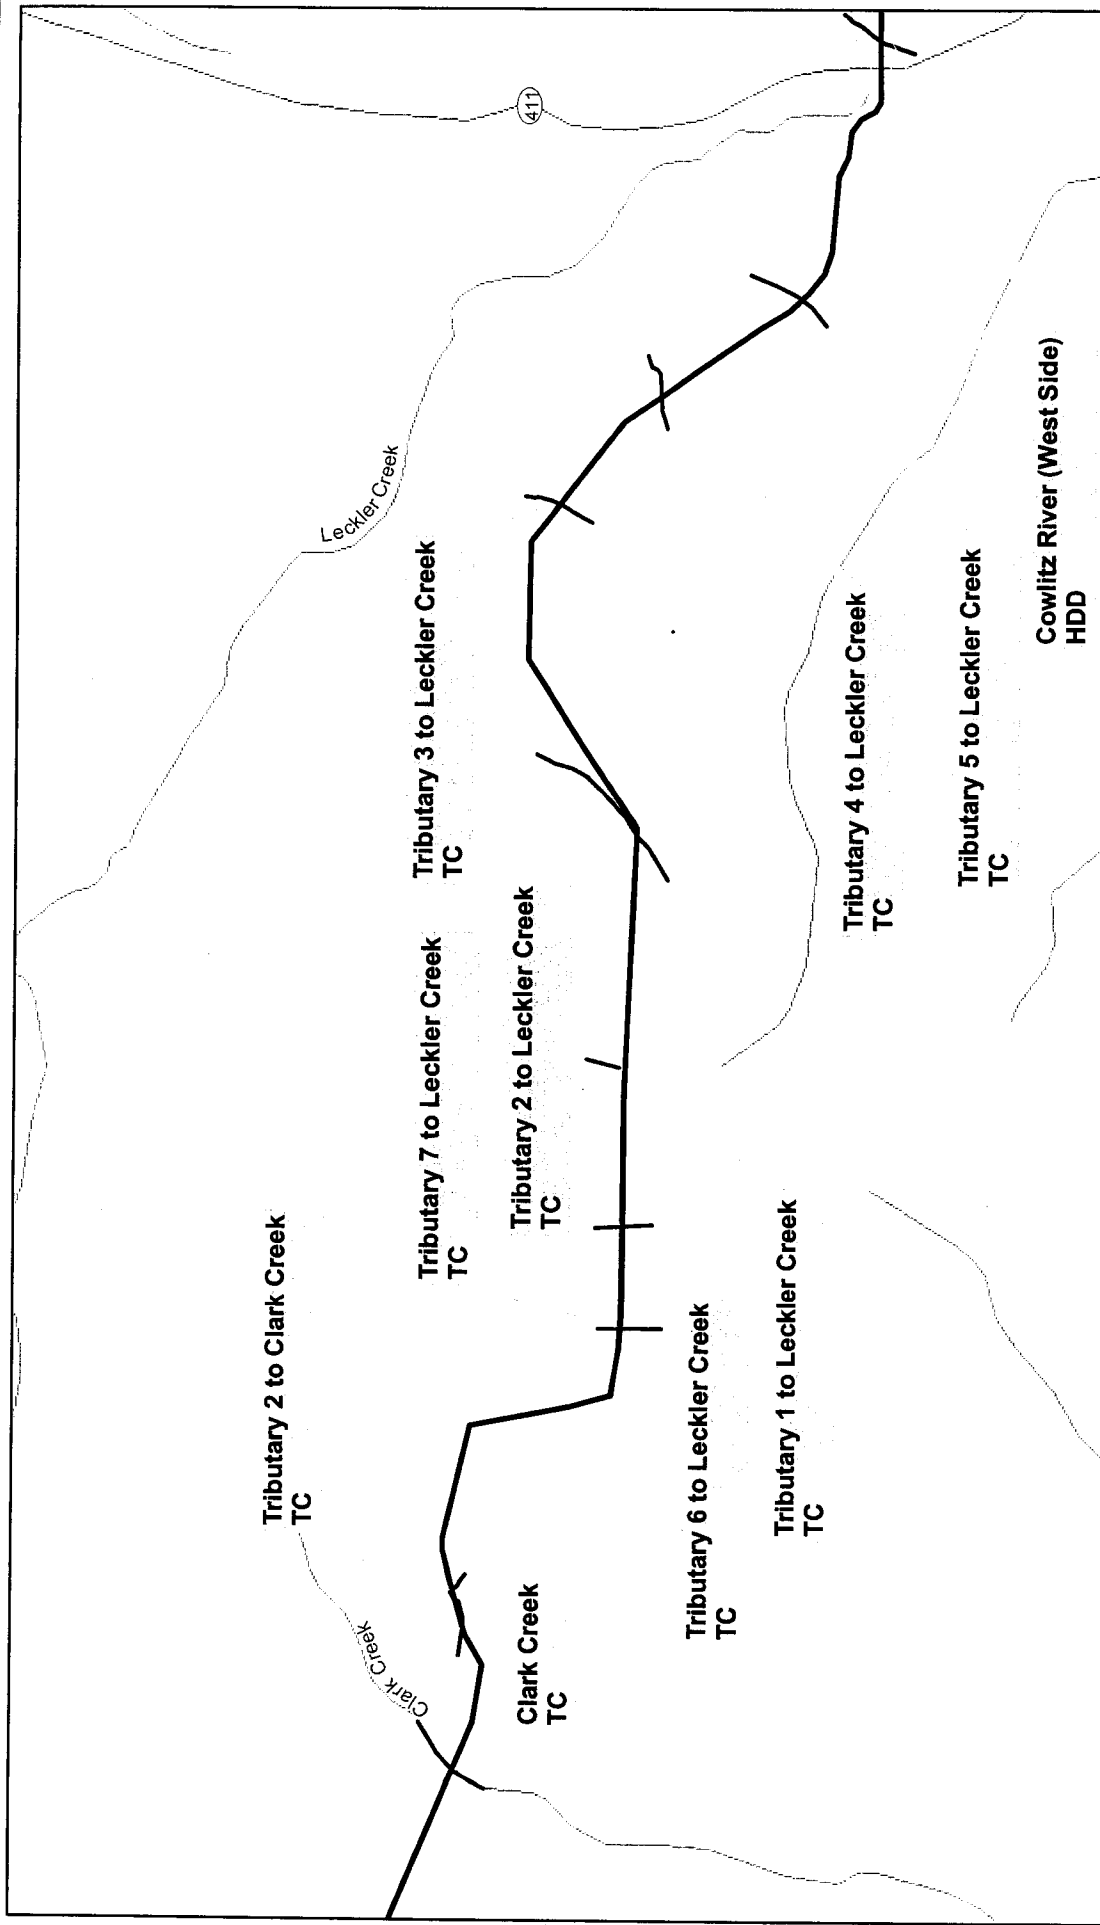 411
Leckler Creek
Tributary 3 to Leckler Creek
TC
Cowlitz River (West Side)
HDD
Tributary 4 to Leckler Creek
TC
Tributary 5 to Leckler Creek
TC
Tributary 7 to Leckler Creek
TC
Tributary 2 to Leckler Creek
TC
Tributary 2 to Clark Creek
TC
Tributary 6 to Leckler Creek
TC
Tributary 1 to Leckler Creek
TC
Clark Creek
Clark Creek
TC